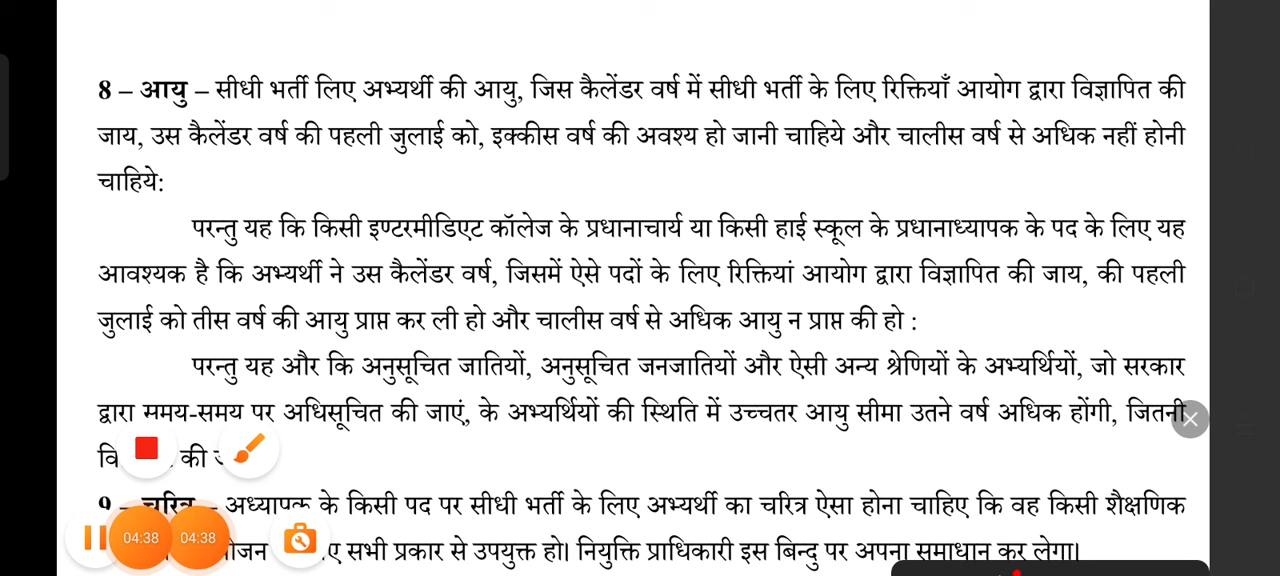 8 – आयु – सीधी भर्ती लिए अभ्यर्थी की आयु, जिस कैलेंडर वर्ष में सीधी भर्ती के लिए रिक्तियाँ आयोग द्वारा विज्ञापित की
जाय, उस कैलेंडर वर्ष की पहली जुलाई को, इक्कीस वर्ष की अवश्य हो जानी चाहिये और चालीस वर्ष से अधिक नहीं होनी
चाहिये:
परन्तु यह कि किसी इण्टरमीडिएट कॉलेज के प्रधानाचार्य या किसी हाई स्कूल के प्रधानाध्यापक के पद के लिए यह
आवश्यक है कि अभ्यर्थी ने उस कैलेंडर वर्ष, जिसमें ऐसे पदों के लिए रिक्तियां आयोग द्वारा विज्ञापित की जाय, की पहली
जुलाई को तीस वर्ष की आयु प्राप्त कर ली हो और चालीस वर्ष से अधिक आयु न प्राप्त की हो :
परन्तु यह और कि अनुसूचित जातियों, अनुसूचित जनजातियों और ऐसी अन्य श्रेणियों के अभ्यर्थियों, जो सरकार
द्वारा ममय-समय पर अधिसूचित की जाएं, के अभ्यर्थियों की स्थिति में उच्चतर आयु सीमा उतने वर्ष अधिक होंगी, जितनी
की
9 – चरित्र – अध्यापक के किसी पद पर सीधी भर्ती के लिए अभ्यर्थी का चरित्र ऐसा होना चाहिए कि वह किसी शैक्षणिक
04:38 04:38 सभी प्रकार से उपयुक्त हो। नियुक्ति प्राधिकारी इस बिन्दु पर अपना समाधान कर लेगा।